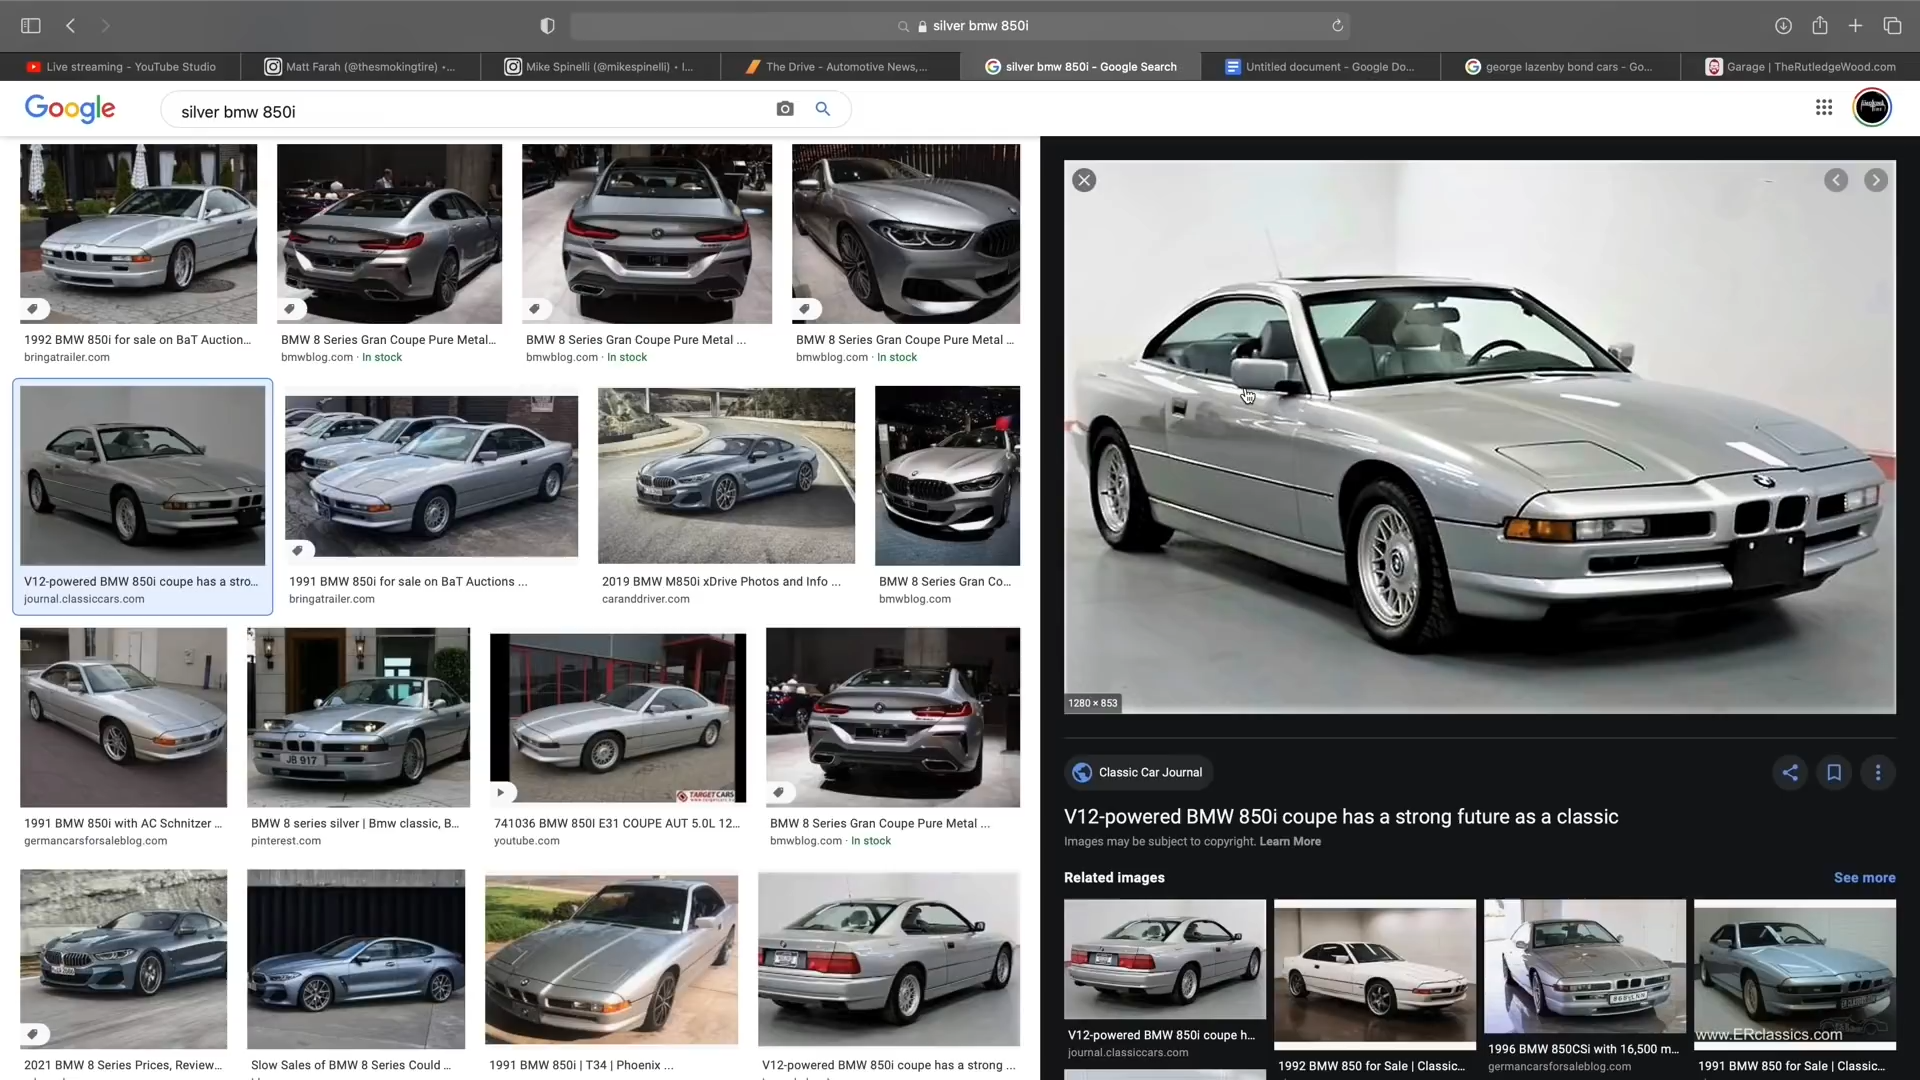 silver bmw 850i
Live streaming - YouTube Studio
Matt Farah (@thesmokingtire) •...
Mike Spinelli (@mikespinelli) • I...
The Drive - Automotive News,...
silver bmw 850i - Google Search
Untitled document - Google Do...
george lazenby bond cars - Go...
Garage | TheRutledgeWood.com
Google
silver bmw 850i
1992 BMW 850i for sale on BaT Auction...
bringatrailer.com
BMW 8 Series Gran Coupe Pure Metal...
bmwblog.com · In stock
BMW 8 Series Gran Coupe Pure Metal ...
bmwblog.com · In stock
BMW 8 Series Gran Coupe Pure Metal ...
bmwblog.com · In stock
V12-powered BMW 850i coupe has a stro...
journal.classiccars.com
1991 BMW 850i for sale on BaT Auctions ...
bringatrailer.com
2019 BMW M850i xDrive Photos and Info ...
caranddriver.com
BMW 8 Series Gran Co...
bmwblog.com
JB 917
TARGET CARS
1991 BMW 850i with AC Schnitzer ...
germancarsforsaleblog.com
BMW 8 series silver | Bmw classic, B...
pinterest.com
741036 BMW 850I E31 COUPE AUT 5.0L 12...
youtube.com
BMW 8 Series Gran Coupe Pure Metal ...
bmwblog.com · In stock
2021 BMW 8 Series Prices, Review...
Slow Sales of BMW 8 Series Could ...
1991 BMW 850i | T34 | Phoenix ...
V12-powered BMW 850i coupe has a strong ...
1280 × 853
Classic Car Journal
V12-powered BMW 850i coupe has a strong future as a classic
Images may be subject to copyright. Learn More
Related images
See more
V12-powered BMW 850i coupe h...
journal.classiccars.com
1992 BMW 850 for Sale | Classic...
1996 BMW 850CSi with 16,500 m...
germancarsforsaleblog.com
www.ERclassics.com
1991 BMW 850 for Sale | Classic...